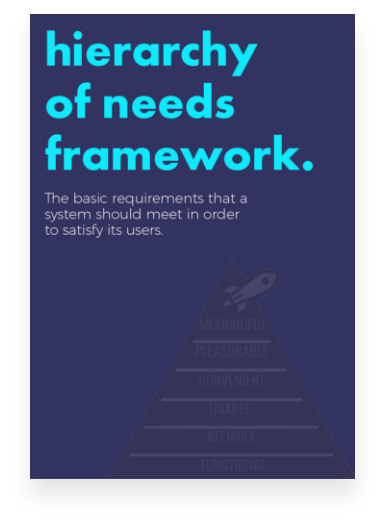 hierarchy
of needs
framework.
The basic requirements that a
system should meet in order
to satisfy its users.
MEANINGFUL
PLEASURABLE
CONVENIENT
USABLE
RELIABLE
FUNCTIONAL